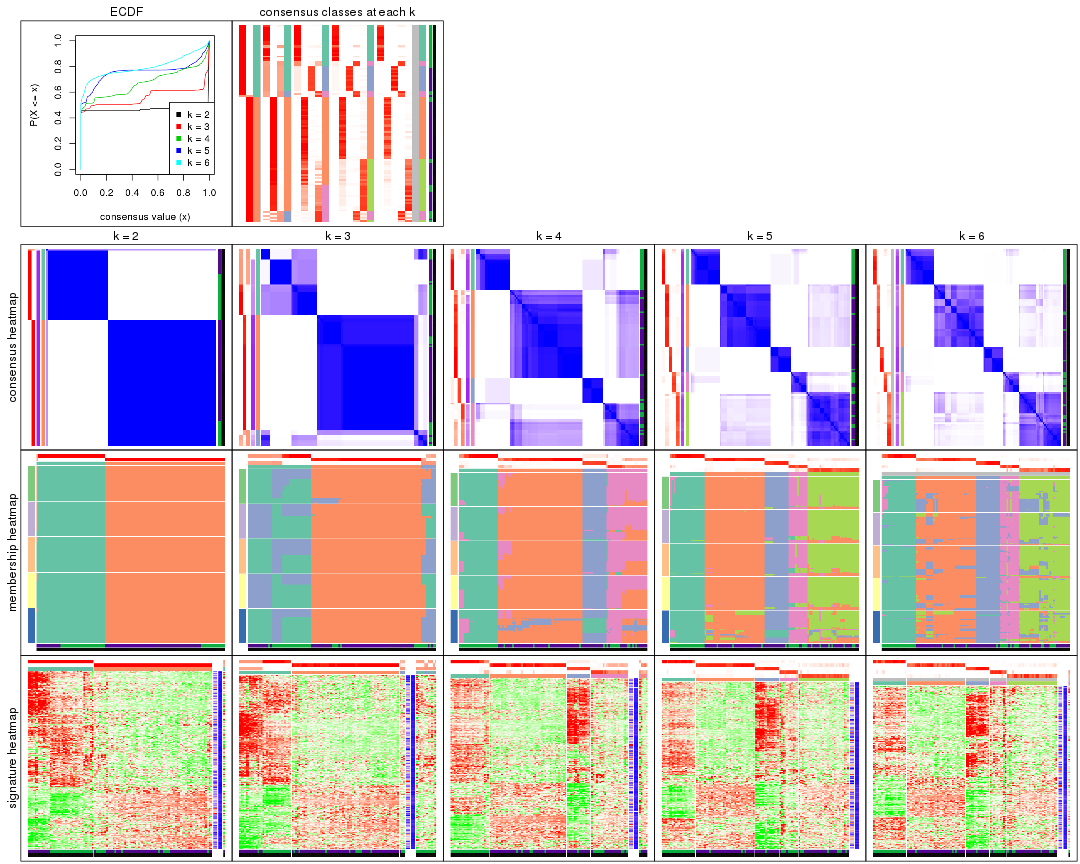 ECDF
consensus classes at each k
P(X <= x)
0.0
0.2
0.4
0.6
0.8
1.0
k = 2
k = 3
k = 4
k = 5
k = 6
0.0 0.2 0.4 0.6 0.8 1.0
consensus value (x)
k = 2
k = 3
k = 4
k = 5
k = 6
consensus heatmap
membership heatmap
signature heatmap